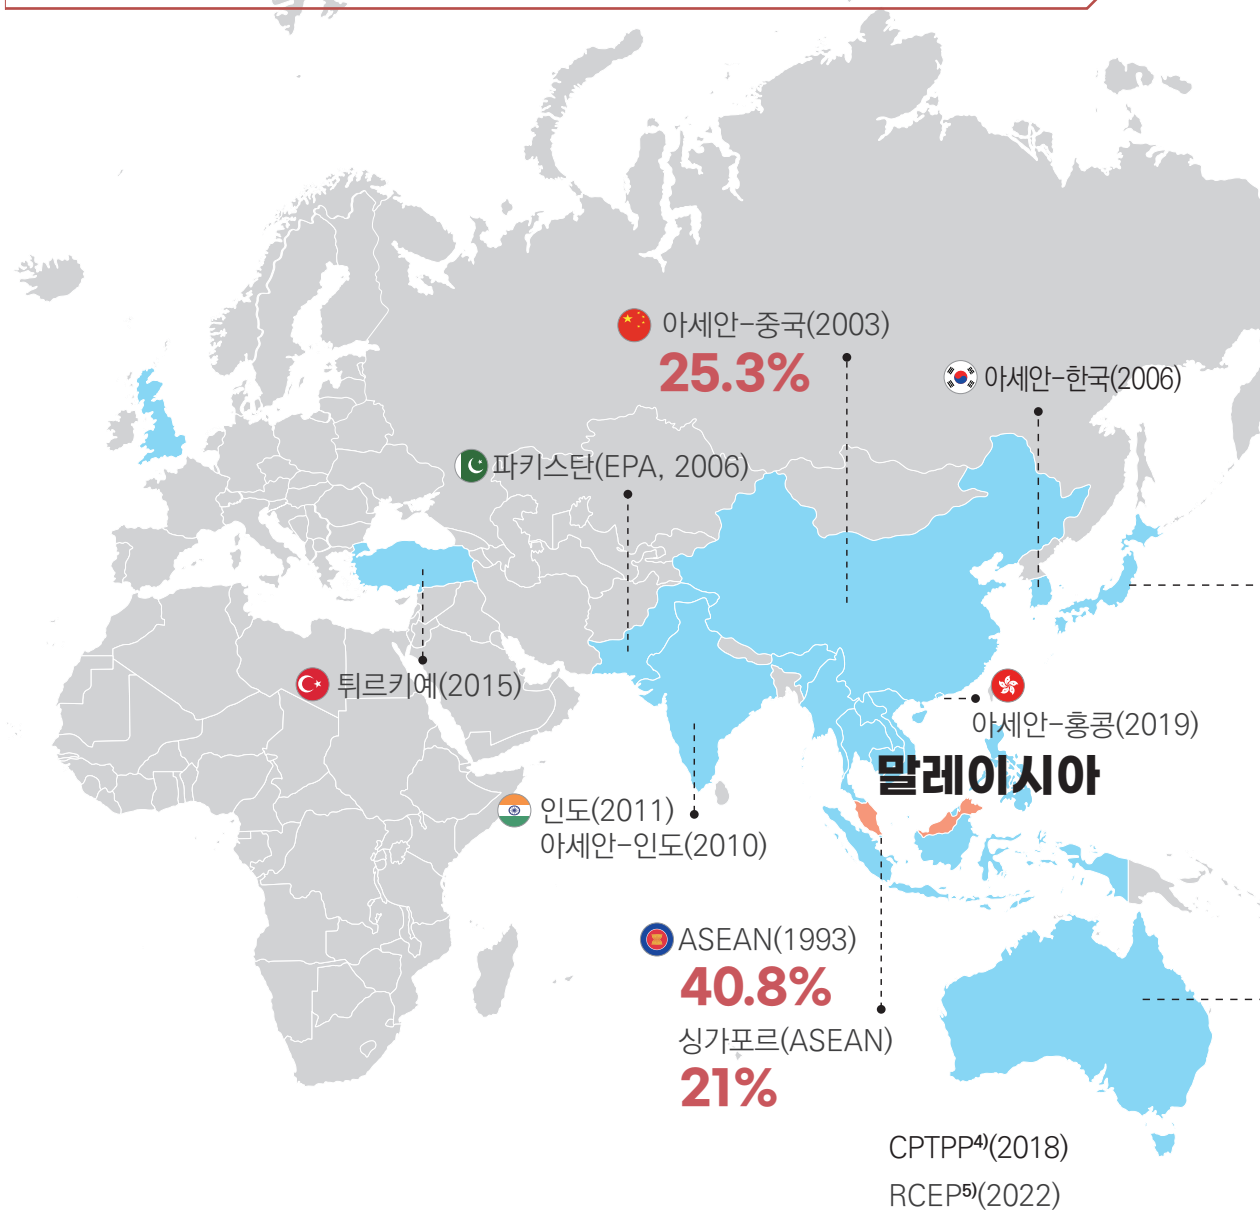 아세안-중국(2003)
25.3%
아세안-한국(2006)
파키스탄(EPA, 2006)
튀르키예(2015)
아세안-홍콩(2019)
말레이시아
인도(2011)
아세안-인도(2010)
ASEAN(1993)
40.8%
싱가포르(ASEAN)
21%
CPTPP4)(2018)
RCEP5)(2022)